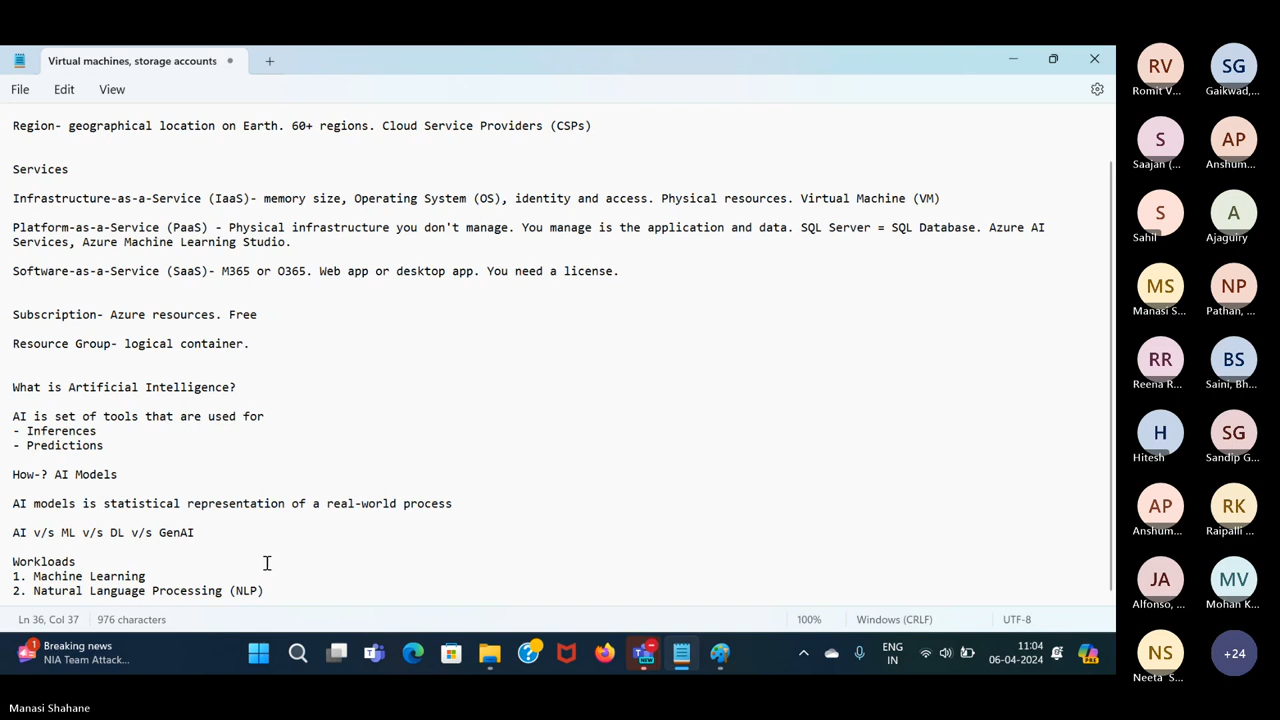 Virtual machines, storage accounts
File Edit View
Region- geographical location on Earth. 60+ regions. Cloud Service Providers (CSPs)
Services
Infrastructure-as-a-Service (IaaS)- memory size, Operating System (OS), identity and access. Physical resources. Virtual Machine (VM)
Platform-as-a-Service (PaaS) - Physical infrastructure you don't manage. You manage is the application and data. SQL Server = SQL Database. Azure AI
Services, Azure Machine Learning Studio.
Software-as-a-Service (SaaS)- M365 or O365. Web app or desktop app. You need a license.
Subscription- Azure resources. Free
Resource Group- logical container.
What is Artificial Intelligence?
AI is set of tools that are used for
- Inferences
- Predictions
How-? AI Models
AI models is statistical representation of a real-world process
AI v/s ML v/s DL v/s GenAI
Workloads
1. Machine Learning
2. Natural Language Processing (NLP)
Ln 36, Col 37 976 characters 100% Windows (CRLF) UTF-8
1 Breaking news
NIA Team Attack...
NEW
ENG
IN
11:04
06-04-2024
PRE
Manasi Shahane
RV SG
Romit V... Gaikwad,...
S AP
Saajan (... Anshum...
S A
Sahil Ajaguiry
MS NP
Manasi S... Pathan, ...
RR BS
Reena R... Saini, Bh...
H SG
Hitesh Sandip G...
AP RK
Anshum... Raipalli ...
JA MV
Alfonso, ... Mohan K...
NS +24
Neeta S...